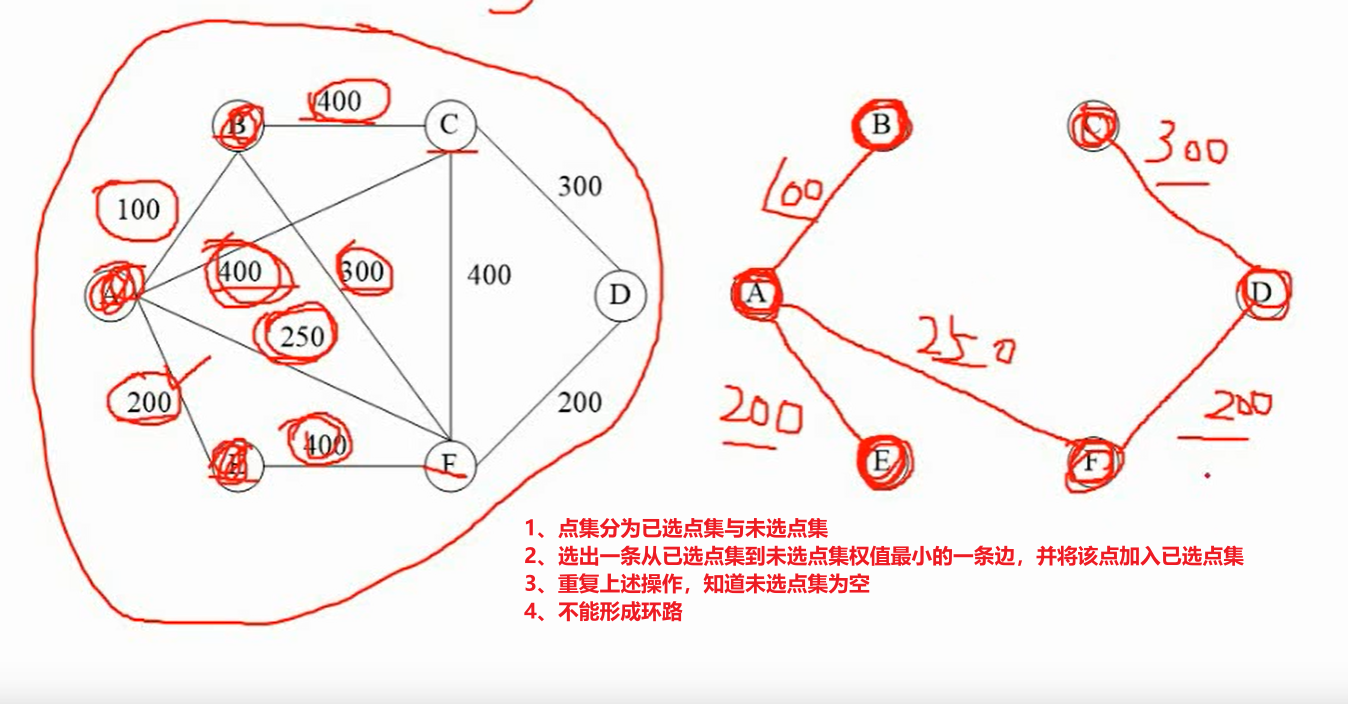 B 400 C
100
300
A 400 300 400 D
250
200 200
E 400 F
B C 300
100
A D
250
200 200
E F
1、点集分为已选点集与未选点集
2、选出一条从已选点集到未选点集权值最小的一条边，并将该点加入已选点集
3、重复上述操作，知道未选点集为空
4、不能形成环路